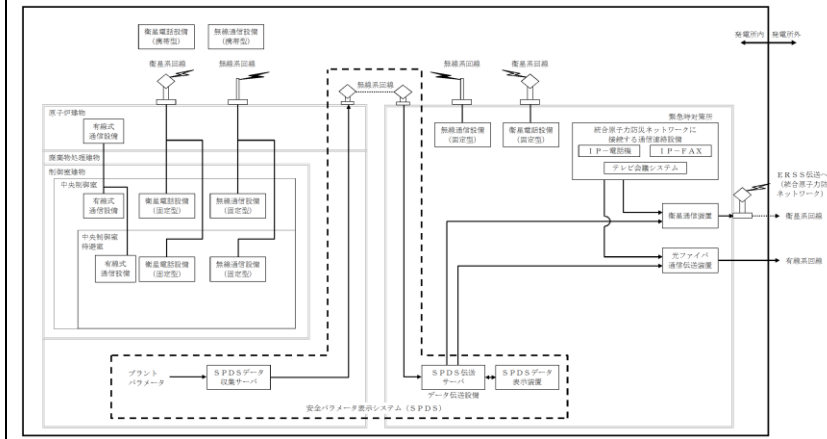 衛星電話設備
(携帯型)
無線通信設備
(携帯型)
発電所内
発電所外
衛星系回線
無線系回線
無線系回線
無線系回線
衛星系回線
原子炉建物
有線式
通信設備
廃棄物処理建物
制御室建物
中央制御室
有線式
通信設備
衛星電話設備
(固定型)
無線通信設備
(固定型)
中央制御室
待避室
有線式
通信設備
衛星電話設備
(固定型)
無線通信設備
(固定型)
無線通信設備
(固定型)
衛星電話設備
(固定型)
緊急時対策所
統合原子力防災ネットワークに
接続する通信連絡設備
IP-電話機
IP-FAX
テレビ会議システム
衛星通信装置
光ファイバ
通信伝送装置
ERSS伝送へ
(統合原子力防
ネットワーク)
衛星系回線
有線系回線
プラント
パラメータ
SPDSデータ
収集サーバ
SPDS伝送
サーバ
データ伝送設備
SPDSデータ
表示装置
安全パラメータ表示システム(SPDS)